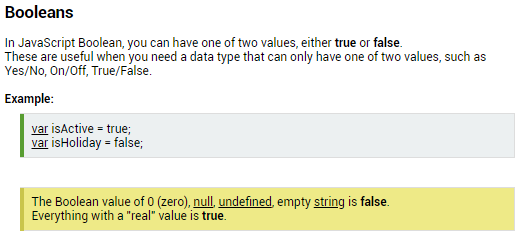 Booleans
In JavaScript Boolean, you can have one of two values, either true or false.
These are useful when you need a data type that can only have one of two values, such as
Yes/No, On/Off, True/False.
Example:
var isActive = true;
var isHoliday = false;
The Boolean value of 0 (zero), null, undefined, empty string is false.
Everything with a "real" value is true.